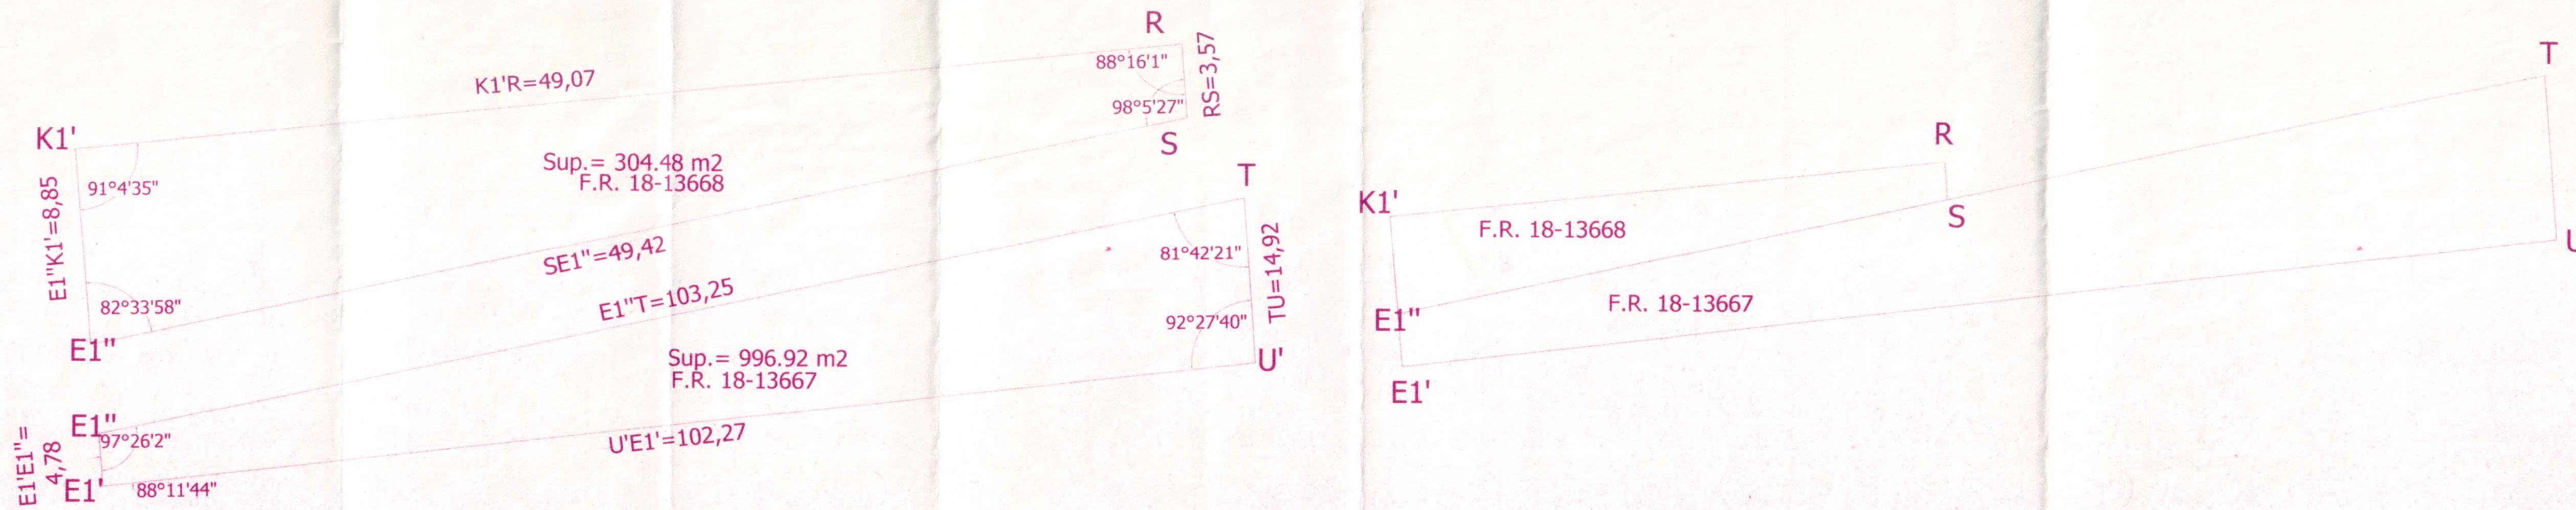 R
K1'R=49,07
88°16'1"
RS=3,57
98°5'27"
K1'
S
Sup.= 304.48 m2
F.R. 18-13668
91°4'35"
E1"K1'=8,85
82°33'58"
E1"
SE1"=49,42
T
E1"T=103,25
81°42'21"
TU=14,92
92°27'40"
U'
Sup.= 996.92 m2
F.R. 18-13667
E1"
97°26'2"
E1'E1"=
4,78
E1'
88°11'44"
U'E1'=102,27
T
R
K1'
F.R. 18-13668
S
E1"
F.R. 18-13667
E1'